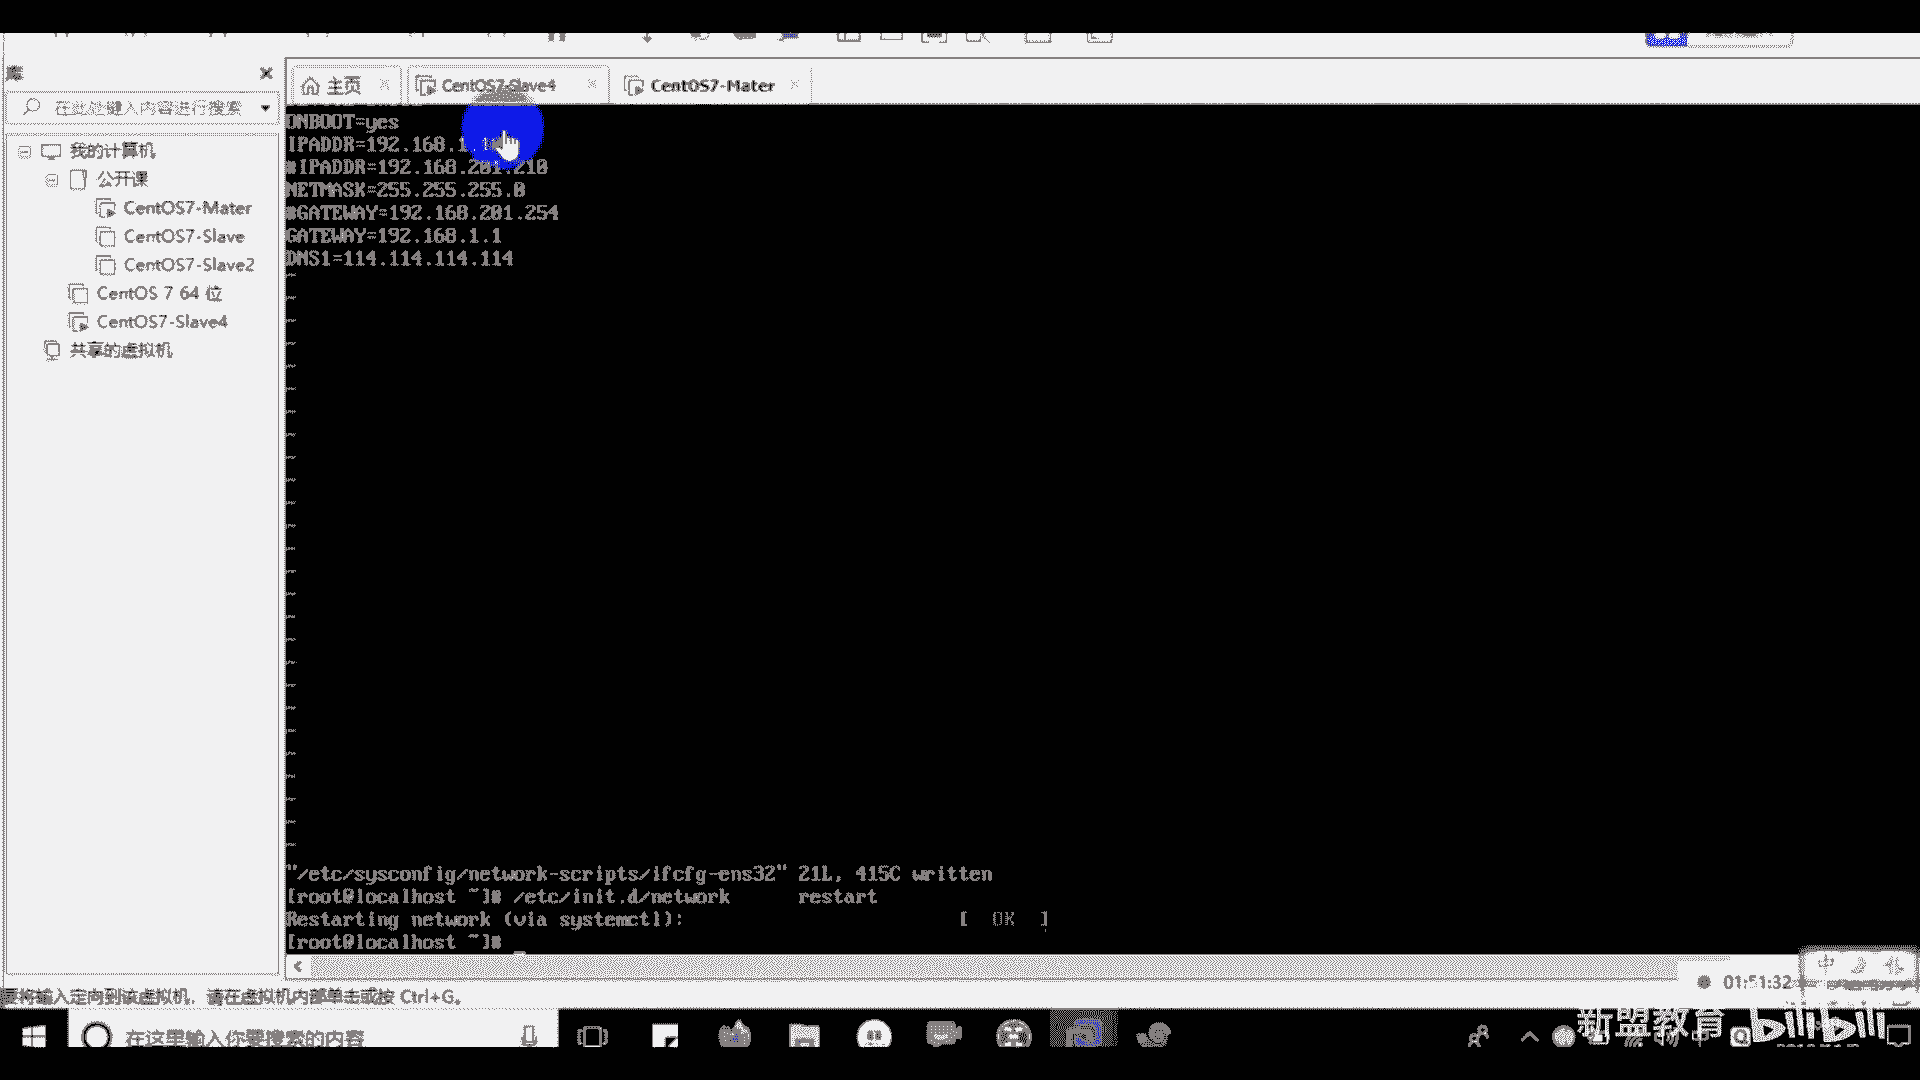 库
主页
CentOS7-Slave4
CentOS7-Mater
在此处键入内容进行搜索
我的计算机
公开课
CentOS7-Mater
CentOS7-Slave
CentOS7-Slave2
CentOS 7 64 位
CentOS7-Slave4
共享的虚拟机
ONBOOT=yes
IPADDR=192.168.1.
#IPADDR=192.168.201.210
NETMASK=255.255.255.0
#GATEWAY=192.168.201.254
GATEWAY=192.168.1.1
DNS1=114.114.114.114
"/etc/sysconfig/network-scripts/ifcfg-ens32" 21L, 415C written
[root@localhost ~]# /etc/init.d/network restart
Restarting network (via systemctl): [ OK ]
[root@localhost ~]#
要将输入定向到该虚拟机，请在虚拟机内部单击或按 Ctrl+G。
01:51:32
中
在这里输入你要搜索的内容
新盟教育
bilibili